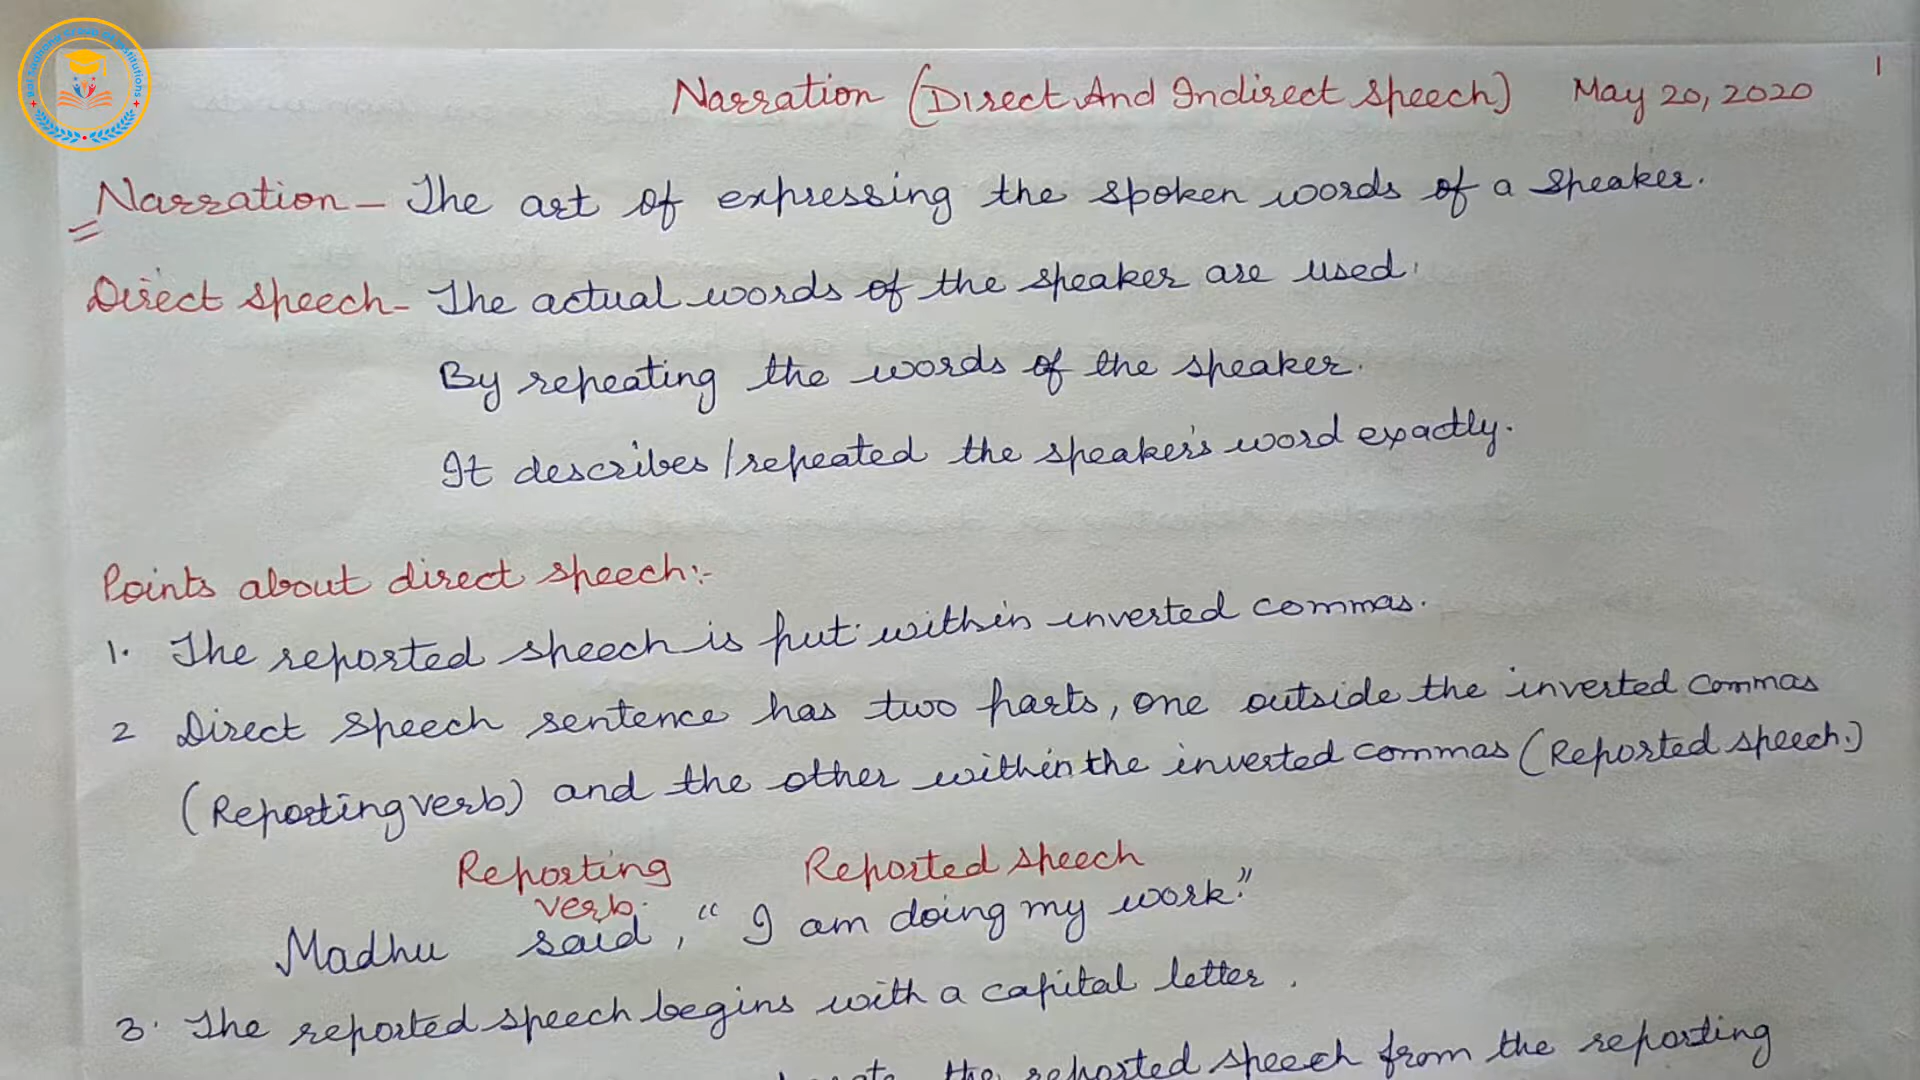 Narration (Direct And Indirect Speech) May 20, 2020
1
Narration - The art of expressing the spoken words of a speaker.
Direct speech - The actual words of the speaker are used.
By repeating the words of the speaker.
It describes / repeated the speaker's word exactly.
Points about direct speech:-
1. The reported speech is put within inverted commas.
2 Direct speech sentence has two parts, one outside the inverted commas
(Reporting verb) and the other within the inverted commas (Reported speech.)
Reporting Reported speech
verb.
Madhu said, "I am doing my work."
3. The reported speech begins with a capital letter.
the reported speech from the reporting